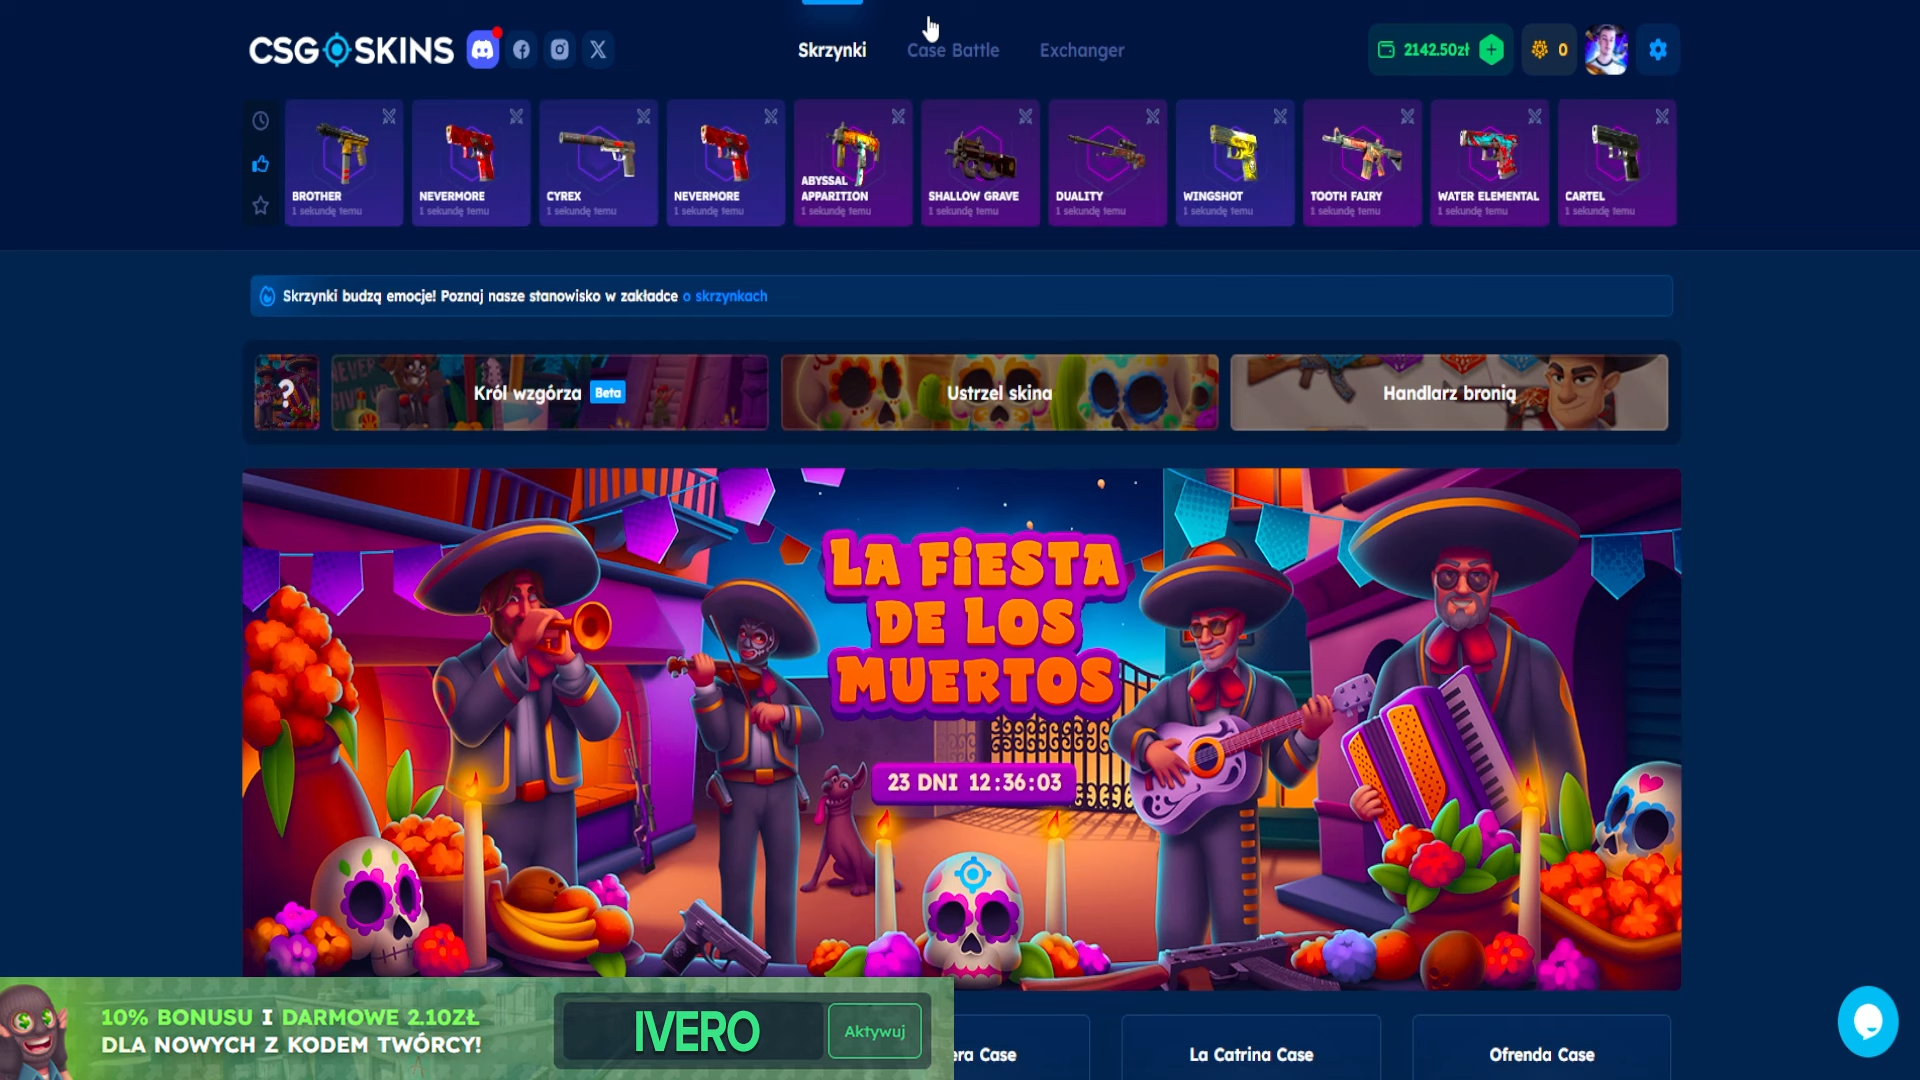 CSG SKINS
Skrzynki
Case Battle
Exchanger
2142.50zł
0
BROTHER
1 sekundę temu
NEVERMORE
1 sekundę temu
CYREX
1 sekundę temu
NEVERMORE
1 sekundę temu
ABYSSAL
APPARITION
1 sekundę temu
SHALLOW GRAVE
1 sekundę temu
DUALITY
1 sekundę temu
WINGSHOT
1 sekundę temu
TOOTH FAIRY
1 sekundę temu
WATER ELEMENTAL
1 sekundę temu
CARTEL
1 sekundę temu
Skrzynki budzą emocje! Poznaj nasze stanowisko w zakładce o skrzynkach
?
Król wzgórza Beta
Ustrzel skina
Handlarz bronią
LA FIESTA
DE LOS
MUERTOS
23 DNI 12:36:03
10% BONUSU I DARMOWE 2.10ZŁ
DLA NOWYCH Z KODEM TWÓRCY!
IVERO
Aktywuj
era Case
La Catrina Case
Ofrenda Case